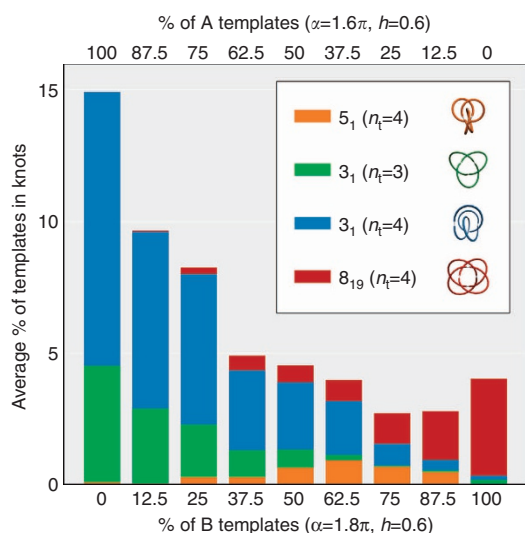 % of A templates (α=1.6π, h=0.6)
100 87.5 75 62.5 50 37.5 25 12.5 0
15
10
5
0
Average % of templates in knots
5₁ (nₜ=4)
3₁ (nₜ=3)
3₁ (nₜ=4)
8₁₉ (nₜ=4)
0 12.5 25 37.5 50 62.5 75 87.5 100
% of B templates (α=1.8π, h=0.6)